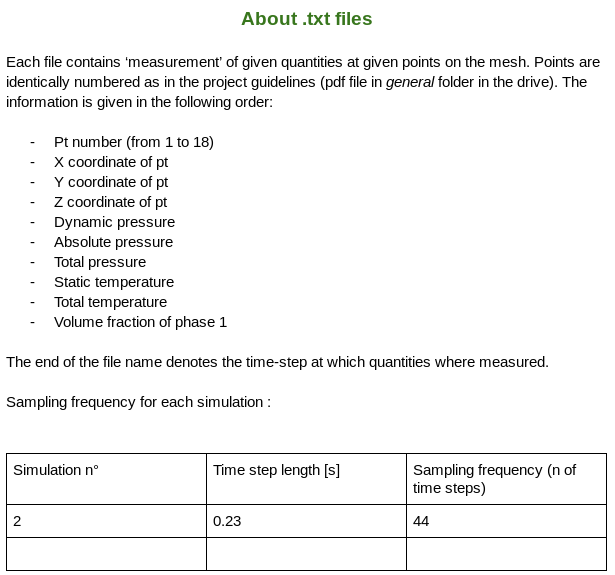 About .txt files
Each file contains ‘measurement’ of given quantities at given points on the mesh. Points are
identically numbered as in the project guidelines (pdf file in general folder in the drive). The
information is given in the following order:
- Pt number (from 1 to 18)
- X coordinate of pt
- Y coordinate of pt
- Z coordinate of pt
- Dynamic pressure
- Absolute pressure
- Total pressure
- Static temperature
- Total temperature
- Volume fraction of phase 1
The end of the file name denotes the time-step at which quantities where measured.
Sampling frequency for each simulation :
Simulation n° Time step length [s] Sampling frequency (n of
time steps)
2 0.23 44